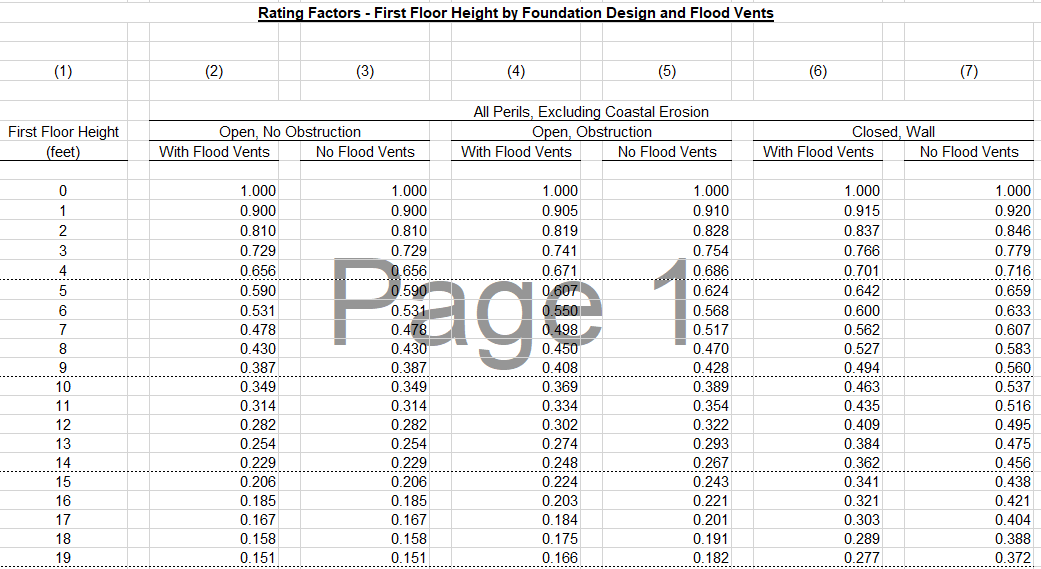 Rating Factors - First Floor Height by Foundation Design and Flood Vents
(1) (2) (3) (4) (5) (6) (7)
All Perils, Excluding Coastal Erosion
First Floor Height Open, No Obstruction Open, Obstruction Closed, Wall
(feet) With Flood Vents No Flood Vents With Flood Vents No Flood Vents With Flood Vents No Flood Vents
0 1.000 1.000 1.000 1.000 1.000 1.000
1 0.900 0.900 0.905 0.910 0.915 0.920
2 0.810 0.810 0.819 0.828 0.837 0.846
3 0.729 0.729 0.741 0.754 0.766 0.779
4 0.656 0.656 0.671 0.686 0.701 0.716
5 0.590 0.590 0.607 0.624 0.642 0.659
6 0.531 0.531 0.550 0.568 0.600 0.633
7 0.478 0.478 0.498 0.517 0.562 0.607
8 0.430 0.430 0.450 0.470 0.527 0.583
9 0.387 0.387 0.408 0.428 0.494 0.560
10 0.349 0.349 0.369 0.389 0.463 0.537
11 0.314 0.314 0.334 0.354 0.435 0.516
12 0.282 0.282 0.302 0.322 0.409 0.495
13 0.254 0.254 0.274 0.293 0.384 0.475
14 0.229 0.229 0.248 0.267 0.362 0.456
15 0.206 0.206 0.224 0.243 0.341 0.438
16 0.185 0.185 0.203 0.221 0.321 0.421
17 0.167 0.167 0.184 0.201 0.303 0.404
18 0.158 0.158 0.175 0.191 0.289 0.388
19 0.151 0.151 0.166 0.182 0.277 0.372
Page 1